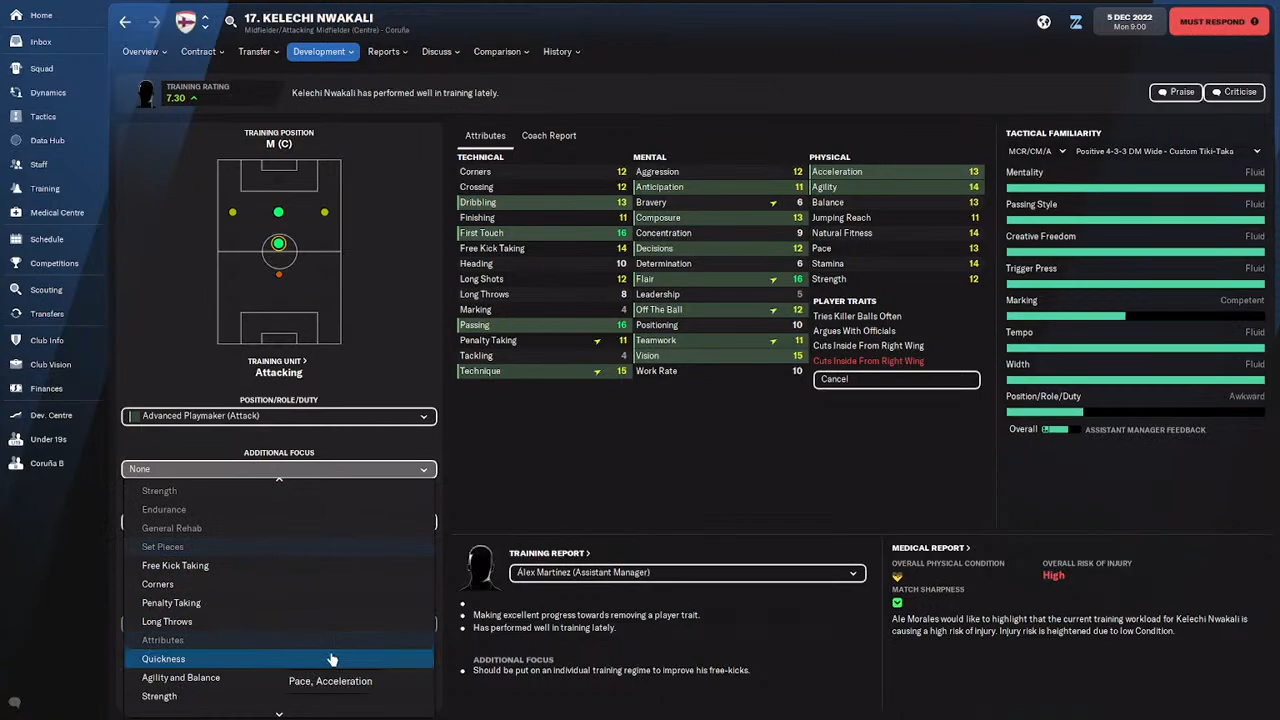 Home
Inbox
Squad
Dynamics
Tactics
Data Hub
Staff
Training
Medical Centre
Schedule
Competitions
Scouting
Transfers
Club Info
Club Vision
Finances
Dev. Centre
Under 19s
Coruña B
17. KELECHI NWAKALI
Midfielder/Attacking Midfielder (Centre) - Coruña
5 DEC 2022
Mon 9:00
MUST RESPOND
Overview
Contract
Transfer
Development
Reports
Discuss
Comparison
History
TRAINING RATING
7.30
Kelechi Nwakali has performed well in training lately.
Praise
Criticise
TRAINING POSITION
M (C)
TRAINING UNIT >
Attacking
POSITION/ROLE/DUTY
Advanced Playmaker (Attack)
ADDITIONAL FOCUS
None
Strength
Endurance
General Rehab
Set Pieces
Free Kick Taking
Corners
Penalty Taking
Long Throws
Attributes
Quickness
Agility and Balance
Strength
Pace, Acceleration
Attributes
Coach Report
TECHNICAL
Corners 12
Crossing 12
Dribbling 13
Finishing 11
First Touch 16
Free Kick Taking 14
Heading 10
Long Shots 12
Long Throws 8
Marking 4
Passing 16
Penalty Taking 11
Tackling 4
Technique 15
MENTAL
Aggression 12
Anticipation 11
Bravery 6
Composure 13
Concentration 9
Decisions 12
Determination 6
Flair 16
Leadership 5
Off The Ball 12
Positioning 10
Teamwork 11
Vision 15
Work Rate 10
PHYSICAL
Acceleration 13
Agility 14
Balance 13
Jumping Reach 11
Natural Fitness 14
Pace 13
Stamina 14
Strength 12
PLAYER TRAITS
Tries Killer Balls Often
Argues With Officials
Cuts Inside From Right Wing
Cuts Inside From Right Wing
Cancel
TACTICAL FAMILIARITY
MCR/CM/A
Positive 4-3-3 DM Wide - Custom Tiki-Taka
Mentality Fluid
Passing Style Fluid
Creative Freedom Fluid
Trigger Press Fluid
Marking Competent
Tempo Fluid
Width Fluid
Position/Role/Duty Awkward
Overall
ASSISTANT MANAGER FEEDBACK
TRAINING REPORT >
Álex Martínez (Assistant Manager)
• Making excellent progress towards removing a player trait.
• Has performed well in training lately.
ADDITIONAL FOCUS
• Should be put on an individual training regime to improve his free-kicks.
MEDICAL REPORT >
OVERALL PHYSICAL CONDITION
OVERALL RISK OF INJURY
High
MATCH SHARPNESS
Ale Morales would like to highlight that the current training workload for Kelechi Nwakali is
causing a high risk of injury. Injury risk is heightened due to low Condition.